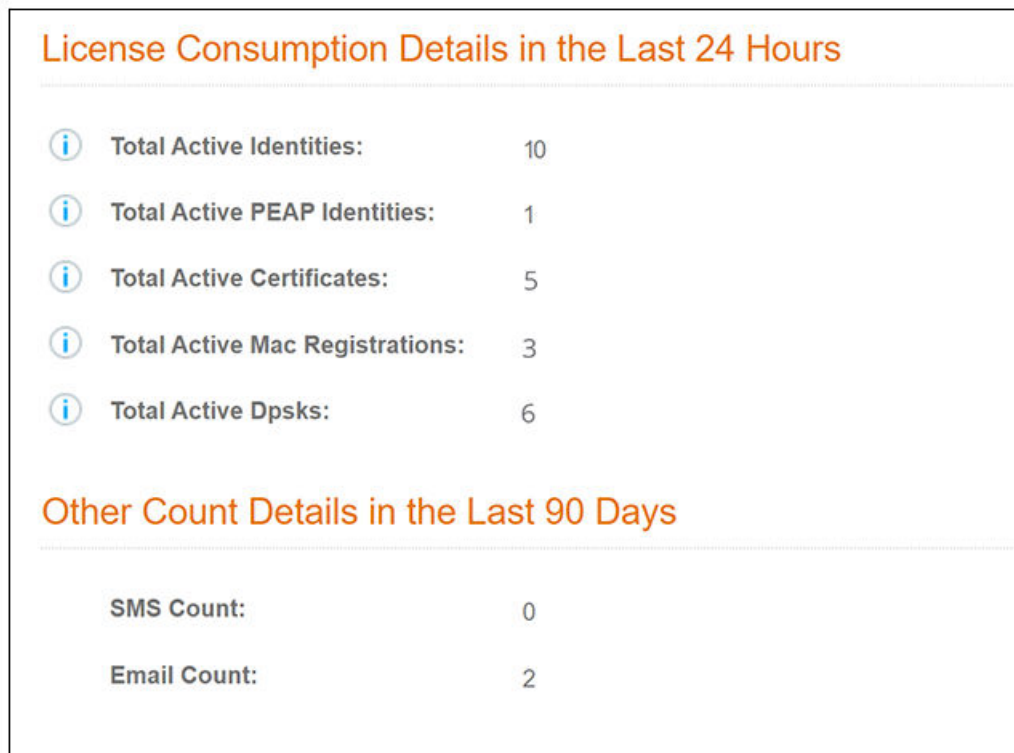 License Consumption Details in the Last 24 Hours
Total Active Identities: 10
Total Active PEAP Identities: 1
Total Active Certificates: 5
Total Active Mac Registrations: 3
Total Active Dpsks: 6
Other Count Details in the Last 90 Days
SMS Count: 0
Email Count: 2